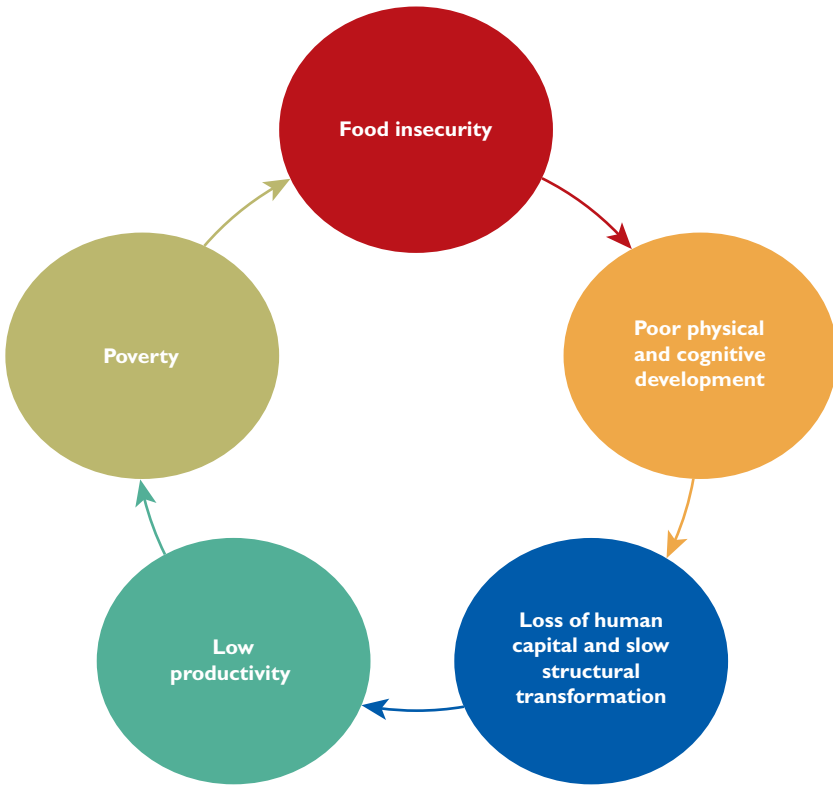 Food insecurity
Poor physical
and cognitive
development
Loss of human
capital and slow
structural
transformation
Low
productivity
Poverty